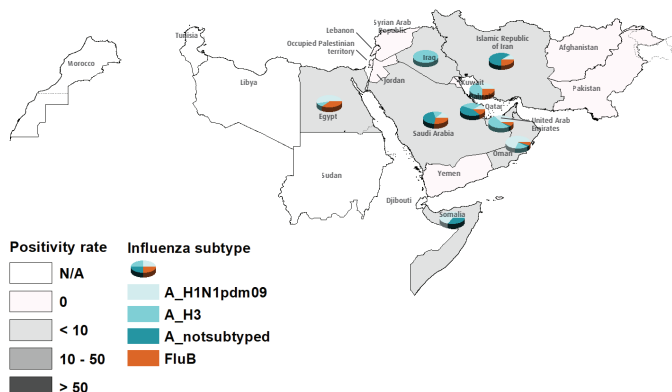 Tunisia
Morocco
Libya
Lebanon
Syrian Arab
Republic
Occupied Palestinian
territory
Jordan
Iraq
Islamic Republic
of Iran
Afghanistan
Pakistan
Kuwait
Qatar
United Arab
Emirates
Egypt
Saudi Arabia
Oman
Yemen
Sudan
Djibouti
Somalia
Positivity rate
N/A
0
< 10
10 - 50
> 50
Influenza subtype
A_H1N1pdm09
A_H3
A_notsubtyped
FluB